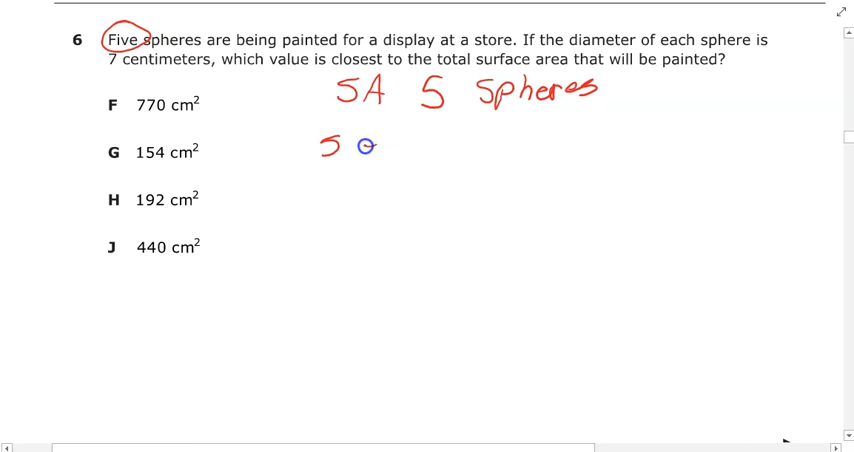 6 Five spheres are being painted for a display at a store. If the diameter of each sphere is
7 centimeters, which value is closest to the total surface area that will be painted?
SA 5 Spheres
F 770 cm²
5
G 154 cm²
H 192 cm²
J 440 cm²